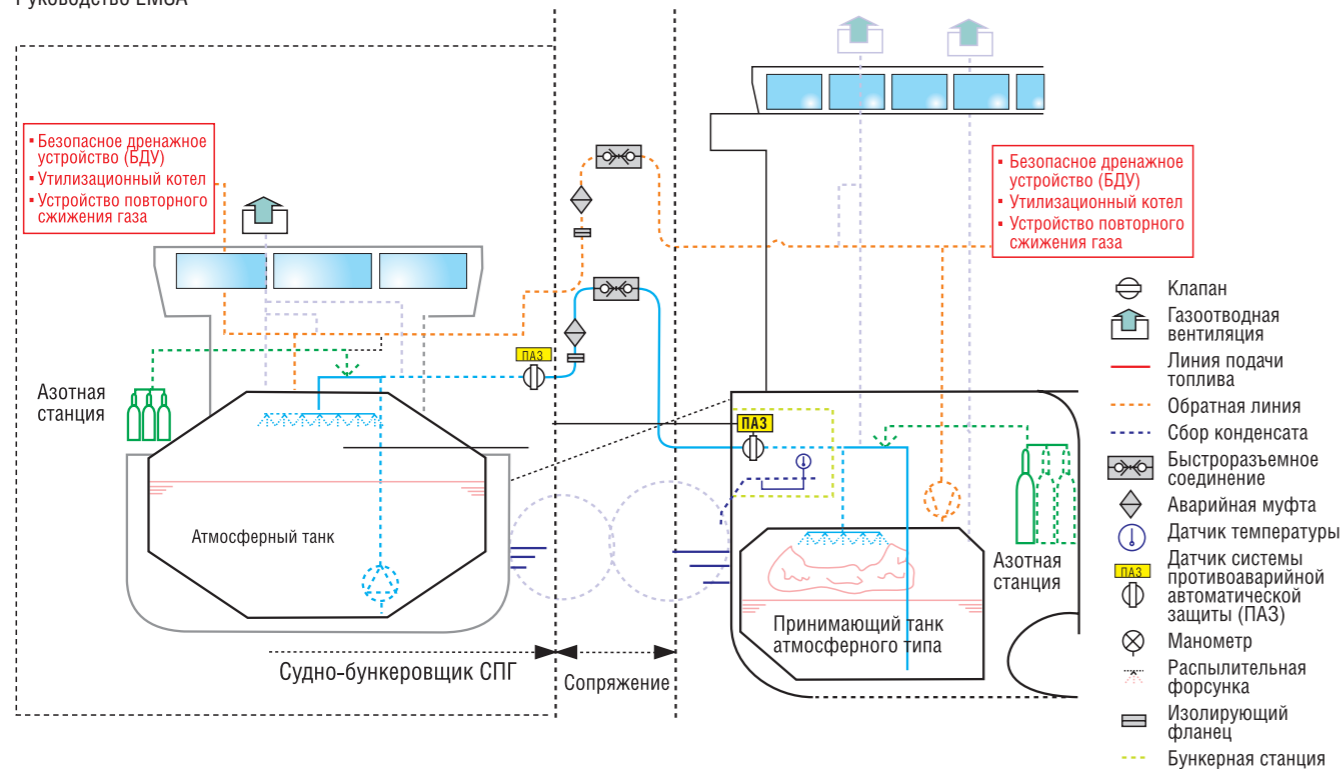 Руководство EMSA
▪ Безопасное дренажное
устройство (БДУ)
▪ Утилизационный котел
▪ Устройство повторного
сжижения газа
▪ Безопасное дренажное
устройство (БДУ)
▪ Утилизационный котел
▪ Устройство повторного
сжижения газа
ПАЗ
Азотная
станция
ПАЗ
Атмосферный танк
Азотная
станция
Принимающий танк
атмосферного типа
Судно-бункеровщик СПГ
Сопряжение
Клапан
Газоотводная
вентиляция
Линия подачи
топлива
Обратная линия
Сбор конденсата
Быстроразъемное
соединение
Аварийная муфта
Датчик температуры
ПАЗ
Датчик системы
противоаварийной
автоматической
защиты (ПАЗ)
Манометр
Распылительная
форсунка
Изолирующий
фланец
Бункерная станция